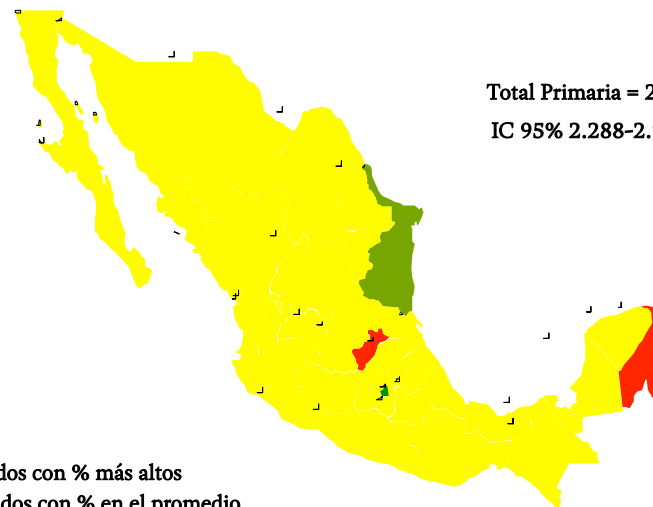 Total Primaria = 2
IC 95% 2.288-2.
dos con % más altos
dos con % en el promedio